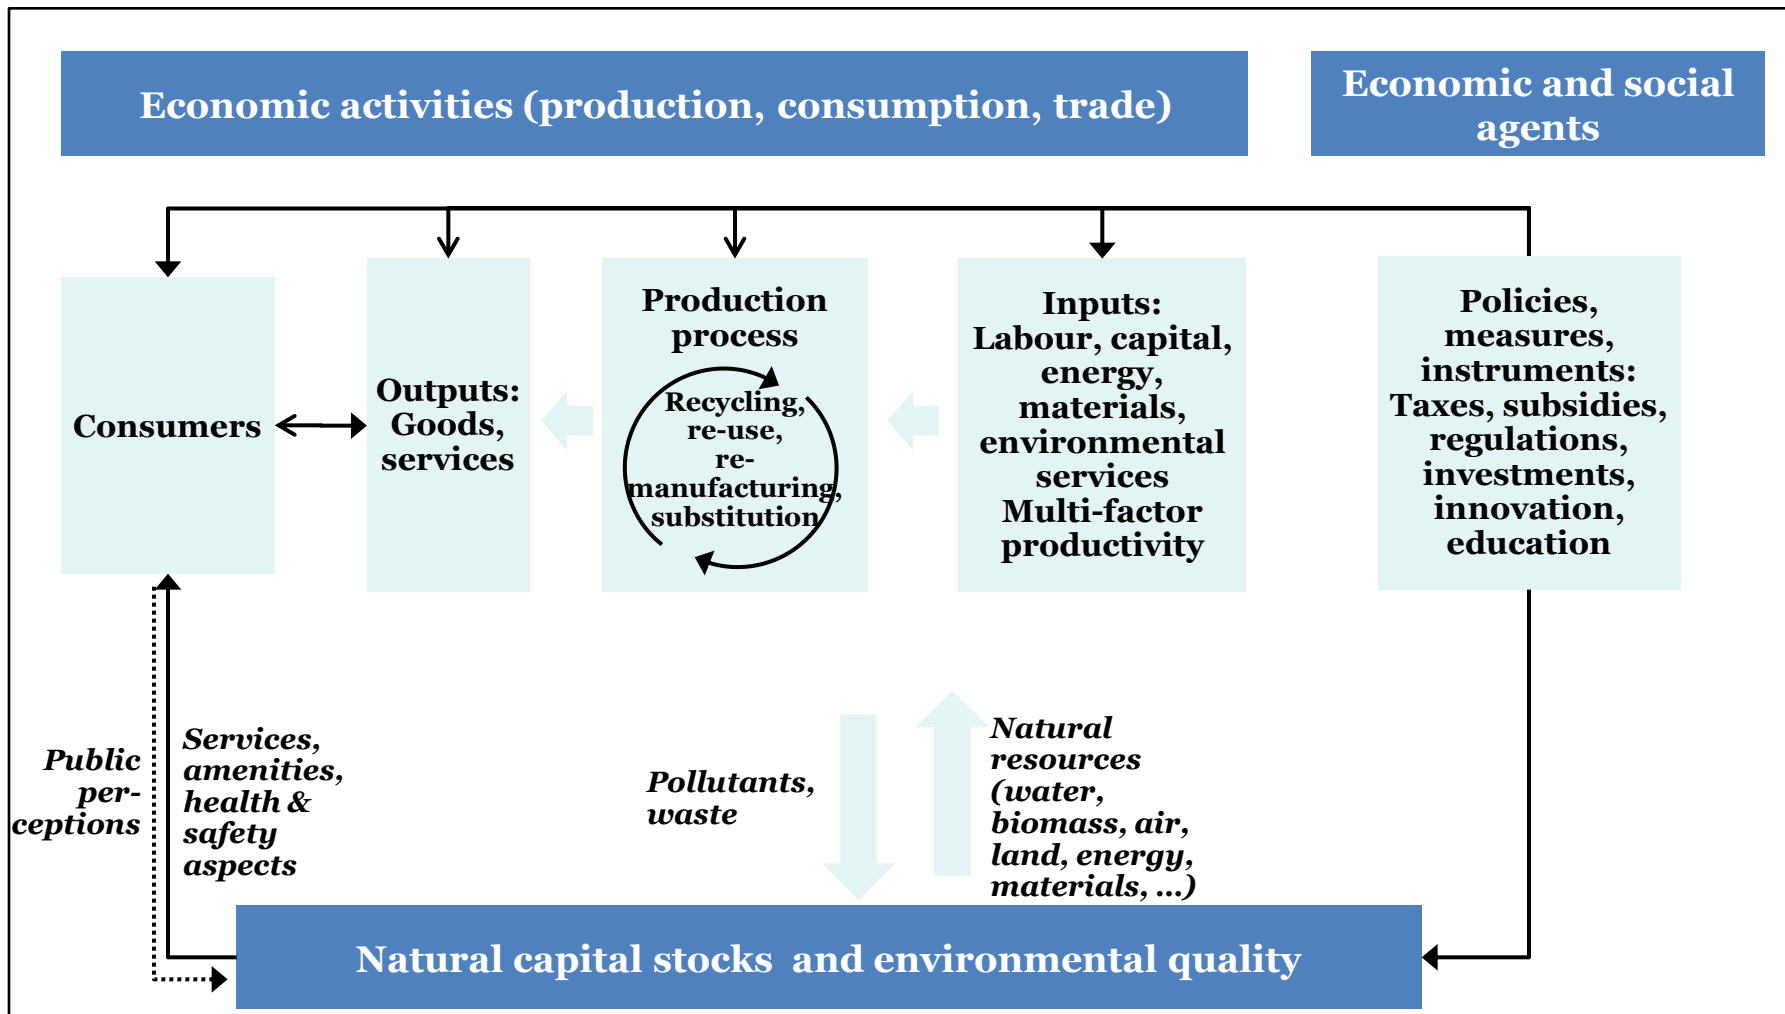 Economic activities (production, consumption, trade)
Economic and social
agents
Consumers
Outputs:
Goods,
services
Production
process
Recycling,
re-use,
re-
manufacturing,
substitution
Inputs:
Labour, capital,
energy,
materials,
environmental
services
Multi-factor
productivity
Policies,
measures,
instruments:
Taxes, subsidies,
regulations,
investments,
innovation,
education
Public
per-
ceptions
Services,
amenities,
health &
safety
aspects
Pollutants,
waste
Natural
resources
(water,
biomass, air,
land, energy,
materials, ...)
Natural capital stocks and environmental quality